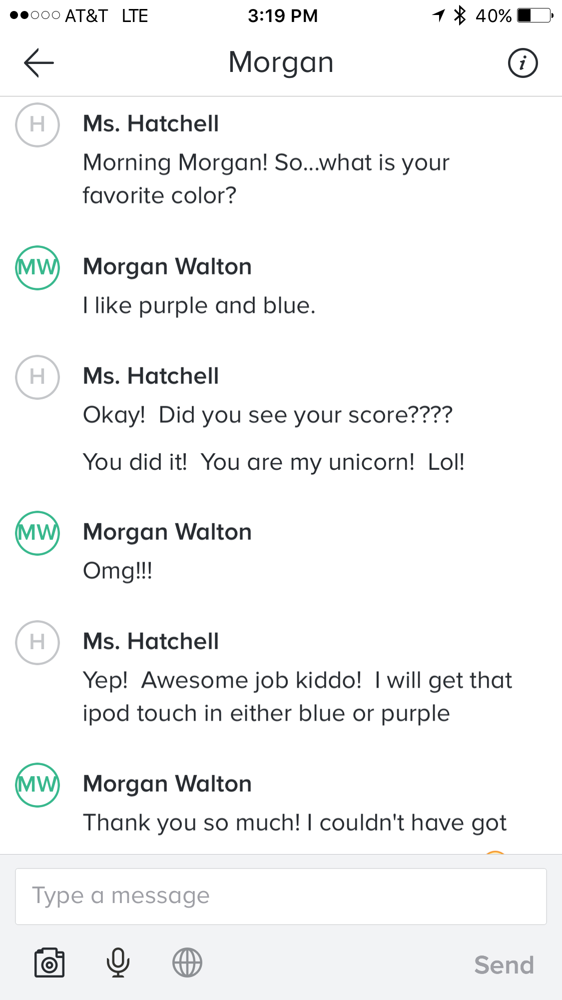 AT&T LTE 3:19 PM 40%
Morgan
H Ms. Hatchell
Morning Morgan! So...what is your
favorite color?
MW Morgan Walton
I like purple and blue.
H Ms. Hatchell
Okay!  Did you see your score????
You did it!  You are my unicorn!  Lol!
MW Morgan Walton
Omg!!!
H Ms. Hatchell
Yep!  Awesome job kiddo!  I will get that
ipod touch in either blue or purple
MW Morgan Walton
Thank you so much! I couldn't have got
Type a message
Send